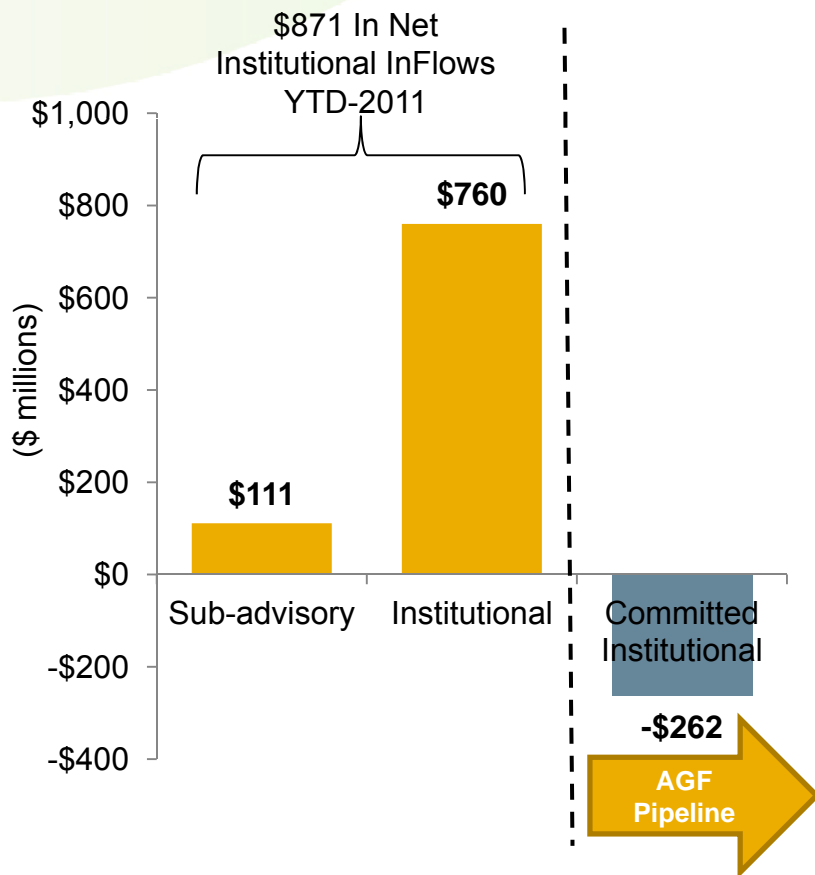 $871 In Net
Institutional InFlows
YTD-2011
$1,000
$800
$600
$400
$200
$0
-$200
-$400
($ millions)
$111
$760
-$262
Sub-advisory
Institutional
Committed
Institutional
AGF
Pipeline